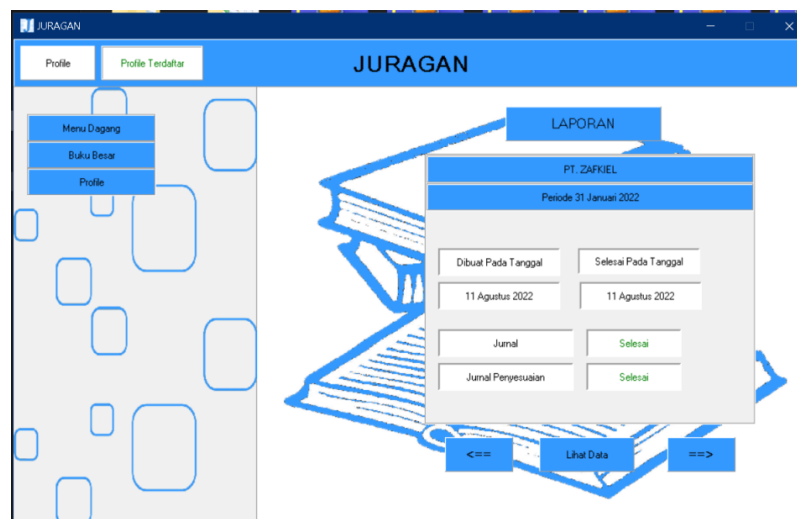 JURAGAN
Profile
Profile Terdaftar
JURAGAN
Menu Dagang
Buku Besar
Profile
LAPORAN
PT. ZAFKIEL
Periode 31 Januari 2022
Dibuat Pada Tanggal
Selesai Pada Tanggal
11 Agustus 2022
11 Agustus 2022
Jurnal
Selesai
Jurnal Penyesuaian
Selesai
<==
Lihat Data
==>